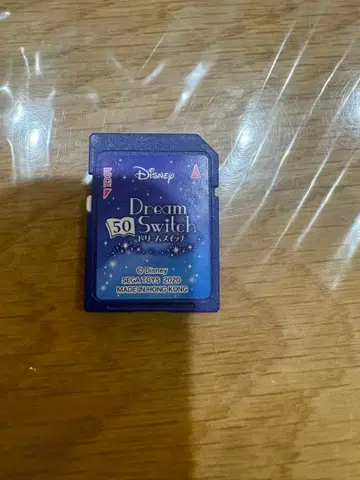 Disney
LOCK
Dream
50 Switch
ドリームスイッチ
© Disney
SEGA TOYS 2020
MADE IN HONG KONG